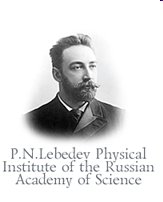 P.N.Lebedev Physical
Institute of the Russian
Academy of Science